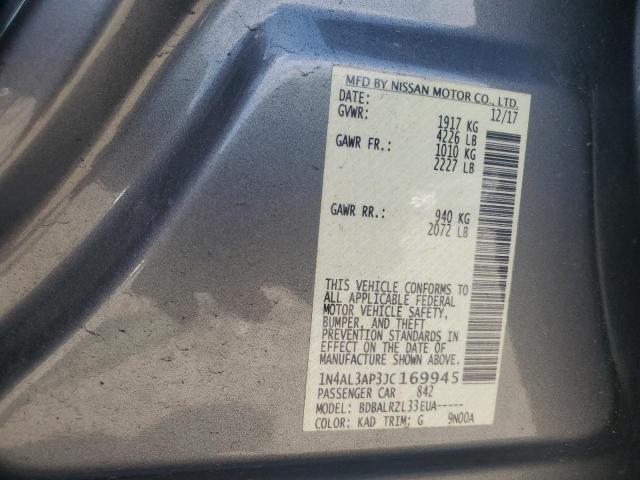 MFD BY NISSAN MOTOR CO., LTD.
DATE: 12/17
GVWR: 1917 KG
4226 LB
GAWR FR.: 1010 KG
2227 LB
GAWR RR.: 940 KG
2072 LB
THIS VEHICLE CONFORMS TO
ALL APPLICABLE FEDERAL
MOTOR VEHICLE SAFETY,
BUMPER, AND THEFT
PREVENTION STANDARDS IN
EFFECT ON THE DATE OF
MANUFACTURE SHOWN ABOVE.
1N4AL3AP3JC169945
PASSENGER CAR 842
MODEL: BDBALRZL33EUA-----
COLOR: KAD TRIM; G 9N00A